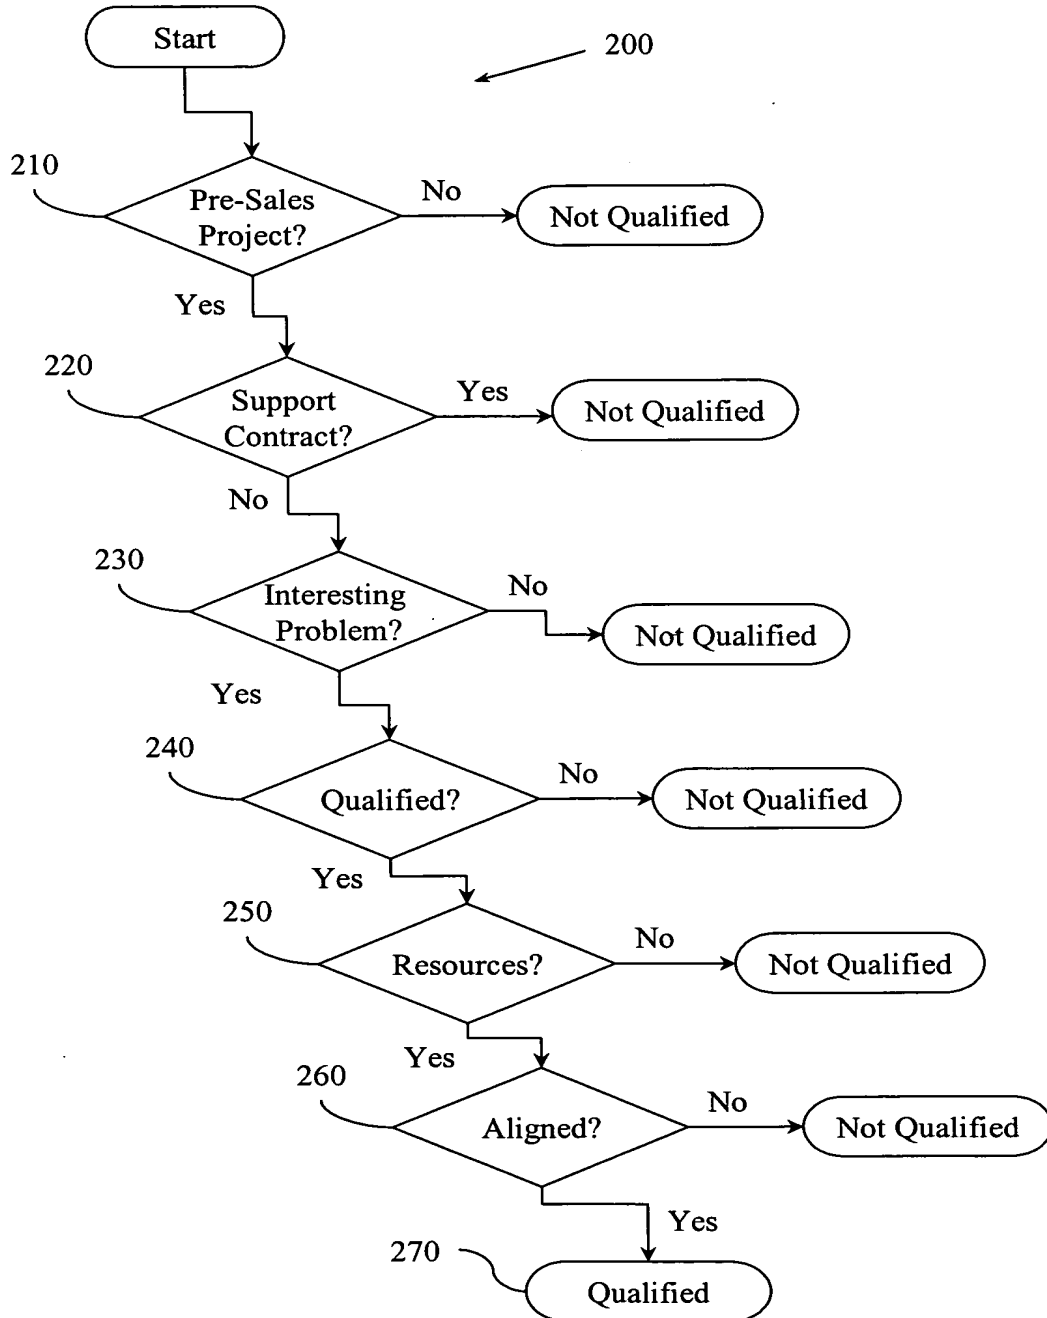 Start
200
210
Pre-Sales
Project?
No
Not Qualified
Yes
220
Support
Contract?
Yes
Not Qualified
No
230
Interesting
Problem?
No
Not Qualified
Yes
240
Qualified?
No
Not Qualified
Yes
250
Resources?
No
Not Qualified
Yes
260
Aligned?
No
Not Qualified
Yes
270
Qualified